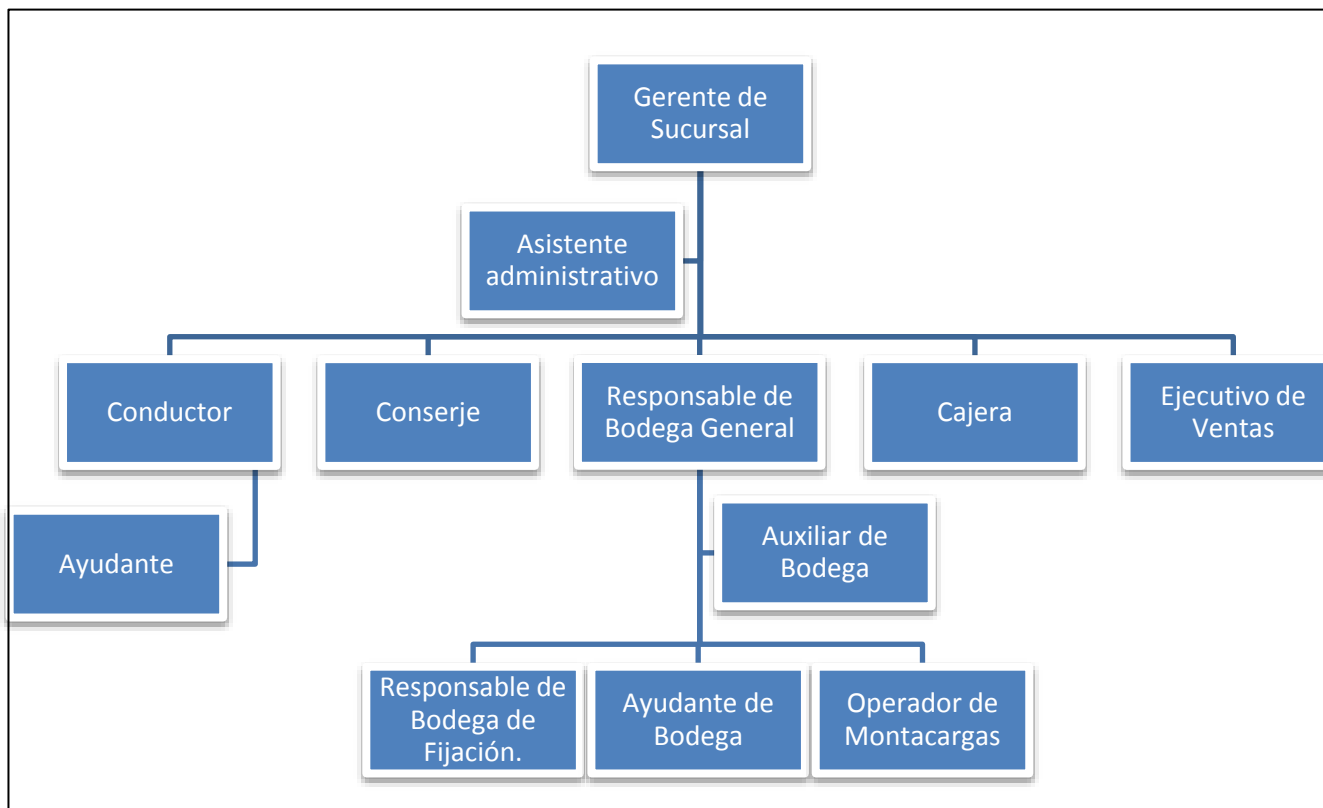 Gerente de
Sucursal
Asistente
administrativo
Conductor
Conserje
Responsable de
Bodega General
Cajera
Ejecutivo de
Ventas
Ayudante
Auxiliar de
Bodega
Responsable de
Bodega de
Fijación.
Ayudante de
Bodega
Operador de
Montacargas